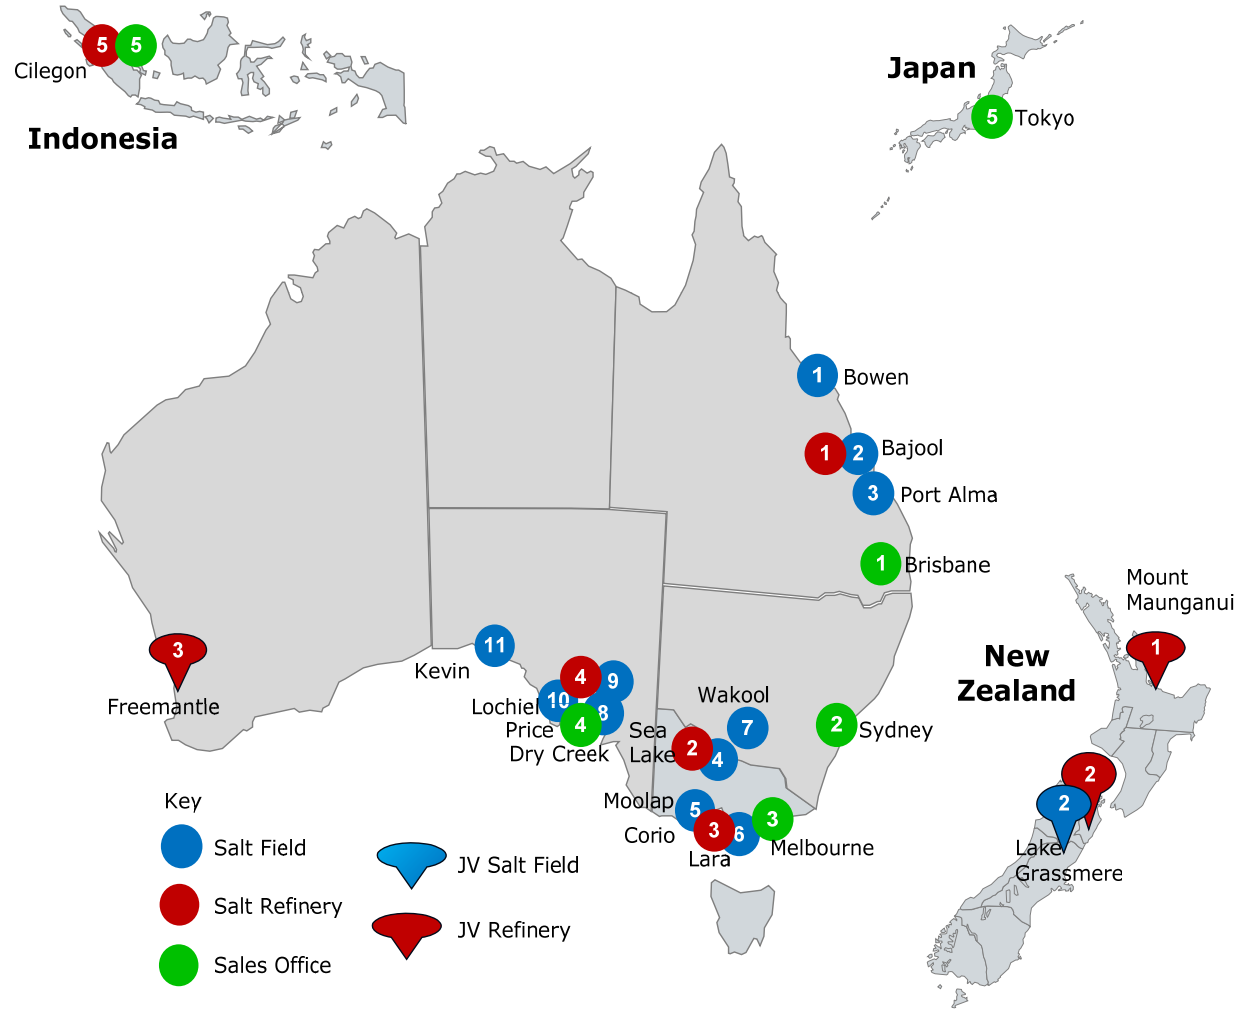 5
5
Cilegon
Indonesia
Japan
5
Tokyo
1
Bowen
1
2
Bajool
3
Port Alma
1
Brisbane
Mount
Maunganui
1
New
Zealand
3
Freemantle
11
Kevin
4
9
10
Lochiel
8
4
Price
Dry Creek
Wakool
7
Sea
Lake
2
4
2
Sydney
2
2
Lake
Grassmere
Moolap
5
Corio
3
6
3
Lara
Melbourne
Key
Salt Field
JV Salt Field
Salt Refinery
JV Refinery
Sales Office